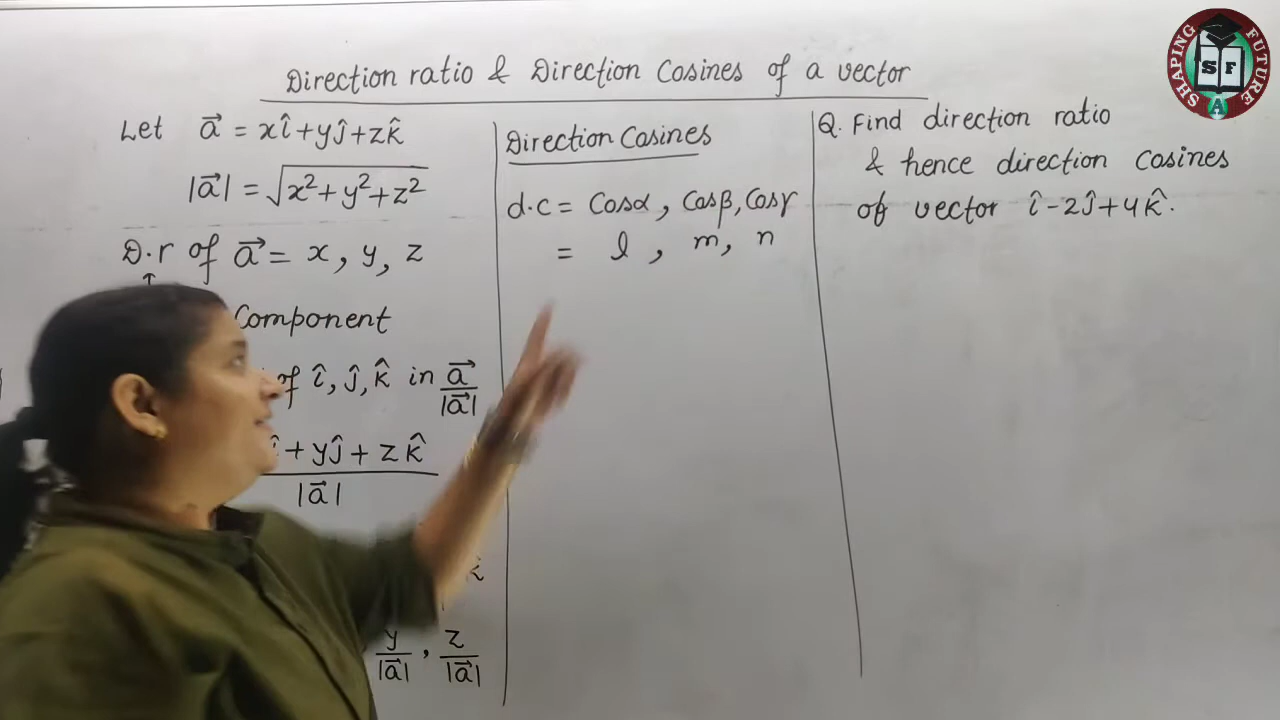 Direction ratio & Direction Cosines of a vector
Let a⃗ = xî+yĵ+zk̂
|a⃗| = √x²+y²+z²
D.r of a⃗ = x, y, z
↑
Component
of î, ĵ, k̂ in a⃗/|a⃗|
+ yĵ + zk̂
|a⃗|
y/|a⃗| , z/|a⃗|
Direction Cosines
d.c = Cosα, Cosβ, Cosγ
= l, m, n
Q. Find direction ratio
& hence direction cosines
of vector î-2ĵ+4k̂.
SHAPING FUTURE
S F
A